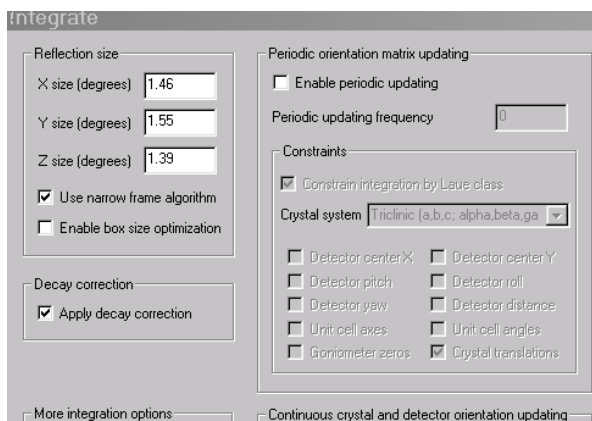 Integrate
Reflection size
X size (degrees) 1.46
Y size (degrees) 1.55
Z size (degrees) 1.39
Use narrow frame algorithm
Enable box size optimization
Decay correction
Apply decay correction
More integration options
Periodic orientation matrix updating
Enable periodic updating
Periodic updating frequency 0
Constraints
Constrain integration by Laue class
Crystal system Triclinic (a,b,c; alpha,beta,ga
Detector center X Detector center Y
Detector pitch Detector roll
Detector yaw Detector distance
Unit cell axes Unit cell angles
Goniometer zeros Crystal translations
Continuous crystal and detector orientation updating